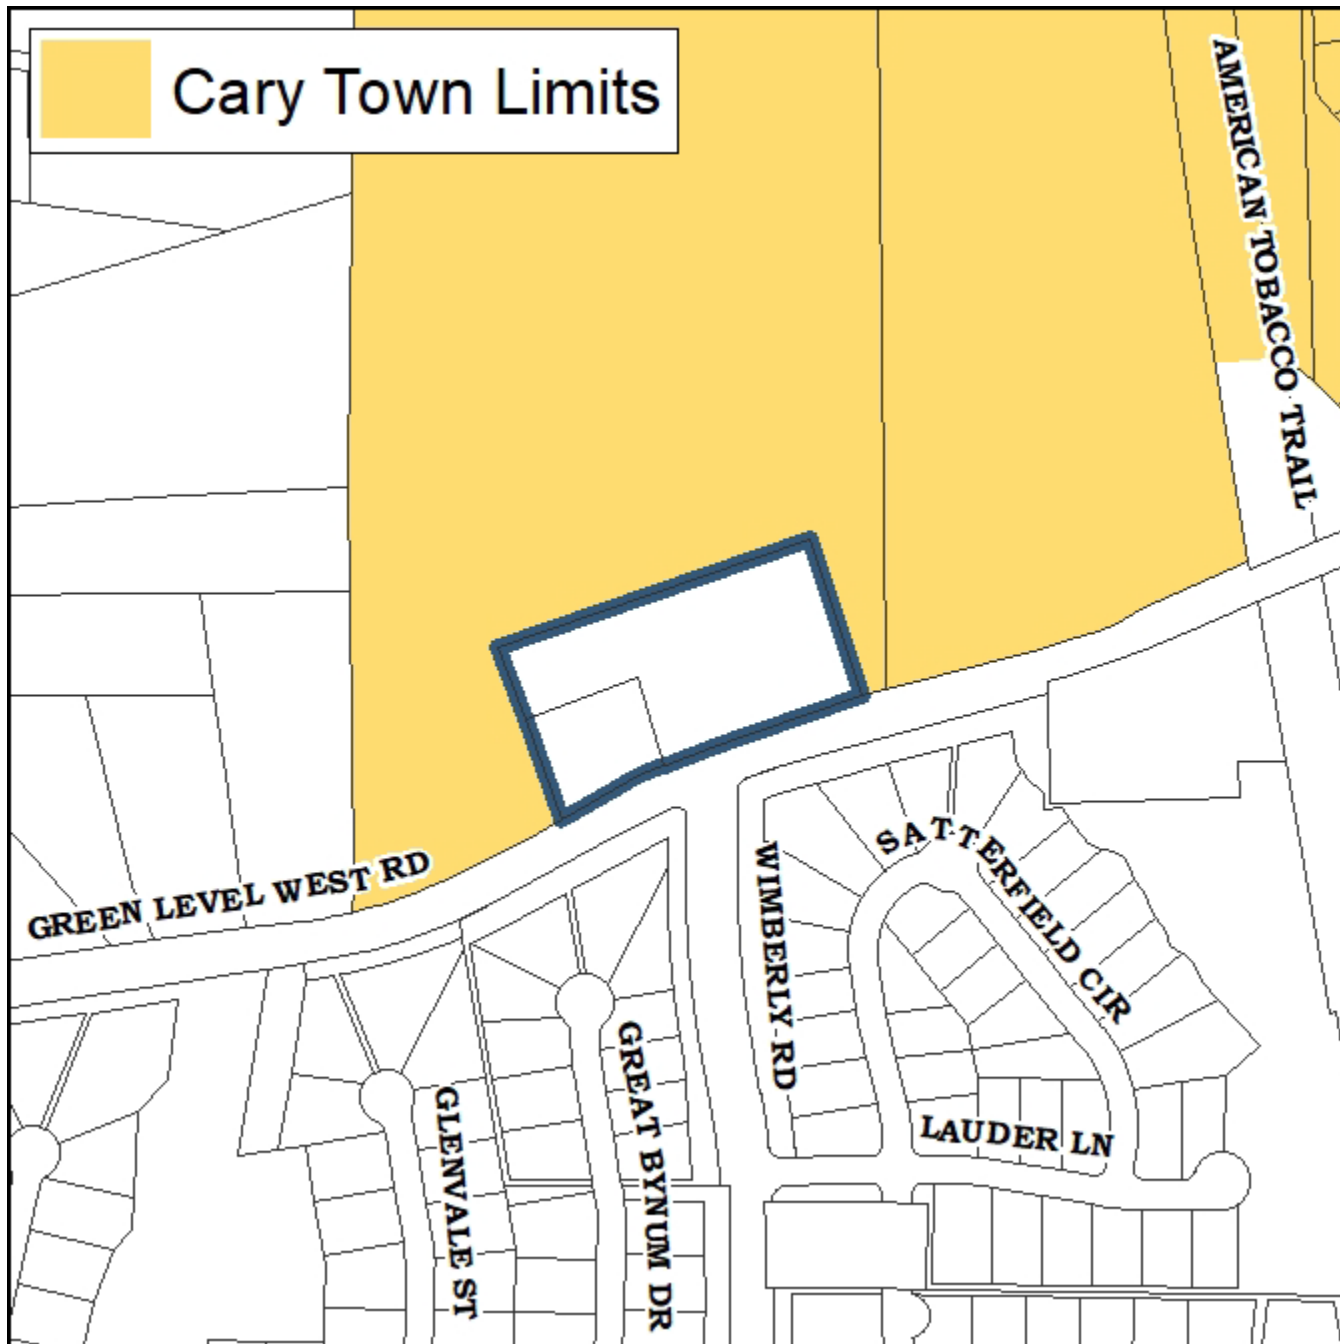 Cary Town Limits
AMERICAN TOBACCO TRAIL
GREEN LEVEL WEST RD
SATTERFIELD CIR
WIMBERLY RD
GREAT BYNUM DR
GLENVALE ST
LAUDER LN